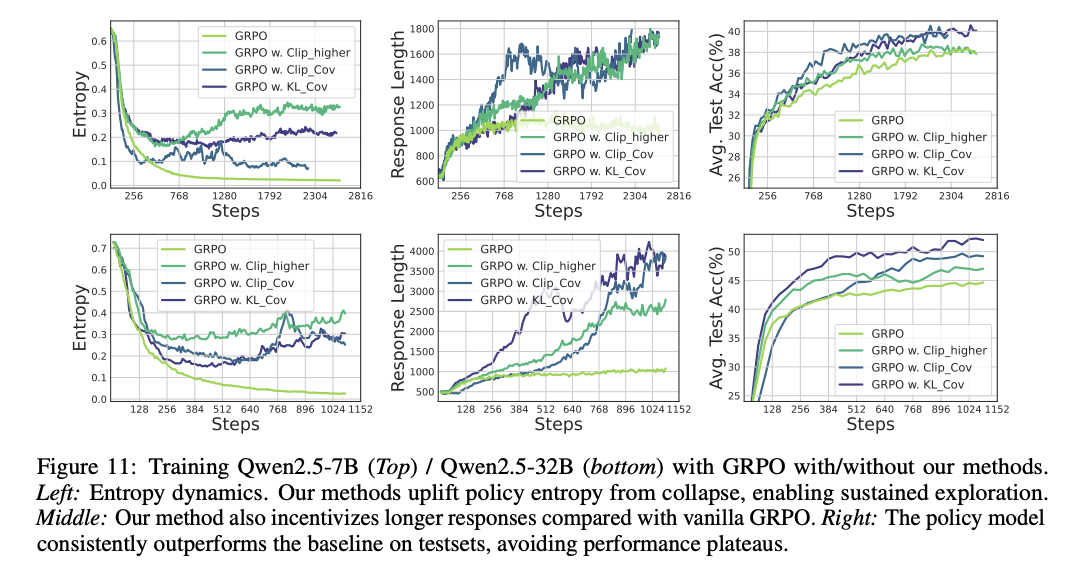 Entropy
0.6
0.5
0.4
0.3
0.2
0.1
0.0
GRPO
GRPO w. Clip_higher
GRPO w. Clip_Cov
GRPO w. KL_Cov
256 768 1280 1792 2304 2816
Steps
Response Length
1800
1600
1400
1200
1000
800
600
GRPO
GRPO w. Clip_higher
GRPO w. Clip_Cov
GRPO w. KL_Cov
256 768 1280 1792 2304 2816
Steps
Avg. Test Acc(%)
40
38
36
34
32
30
28
26
GRPO
GRPO w. Clip_higher
GRPO w. Clip_Cov
GRPO w. KL_Cov
256 768 1280 1792 2304 2816
Steps
Entropy
0.7
0.6
0.5
0.4
0.3
0.2
0.1
0.0
GRPO
GRPO w. Clip_higher
GRPO w. Clip_Cov
GRPO w. KL_Cov
128 256 384 512 640 768 896 1024 1152
Steps
Response Length
4000
3500
3000
2500
2000
1500
1000
500
GRPO
GRPO w. Clip_higher
GRPO w. Clip_Cov
GRPO w. KL_Cov
128 256 384 512 640 768 896 1024 1152
Steps
Avg. Test Acc(%)
50
45
40
35
30
25
GRPO
GRPO w. Clip_higher
GRPO w. Clip_Cov
GRPO w. KL_Cov
128 256 384 512 640 768 896 1024 1152
Steps
Figure 11: Training Qwen2.5-7B (Top) / Qwen2.5-32B (bottom) with GRPO with/without our methods.
Left: Entropy dynamics. Our methods uplift policy entropy from collapse, enabling sustained exploration.
Middle: Our method also incentivizes longer responses compared with vanilla GRPO. Right: The policy model
consistently outperforms the baseline on testsets, avoiding performance plateaus.